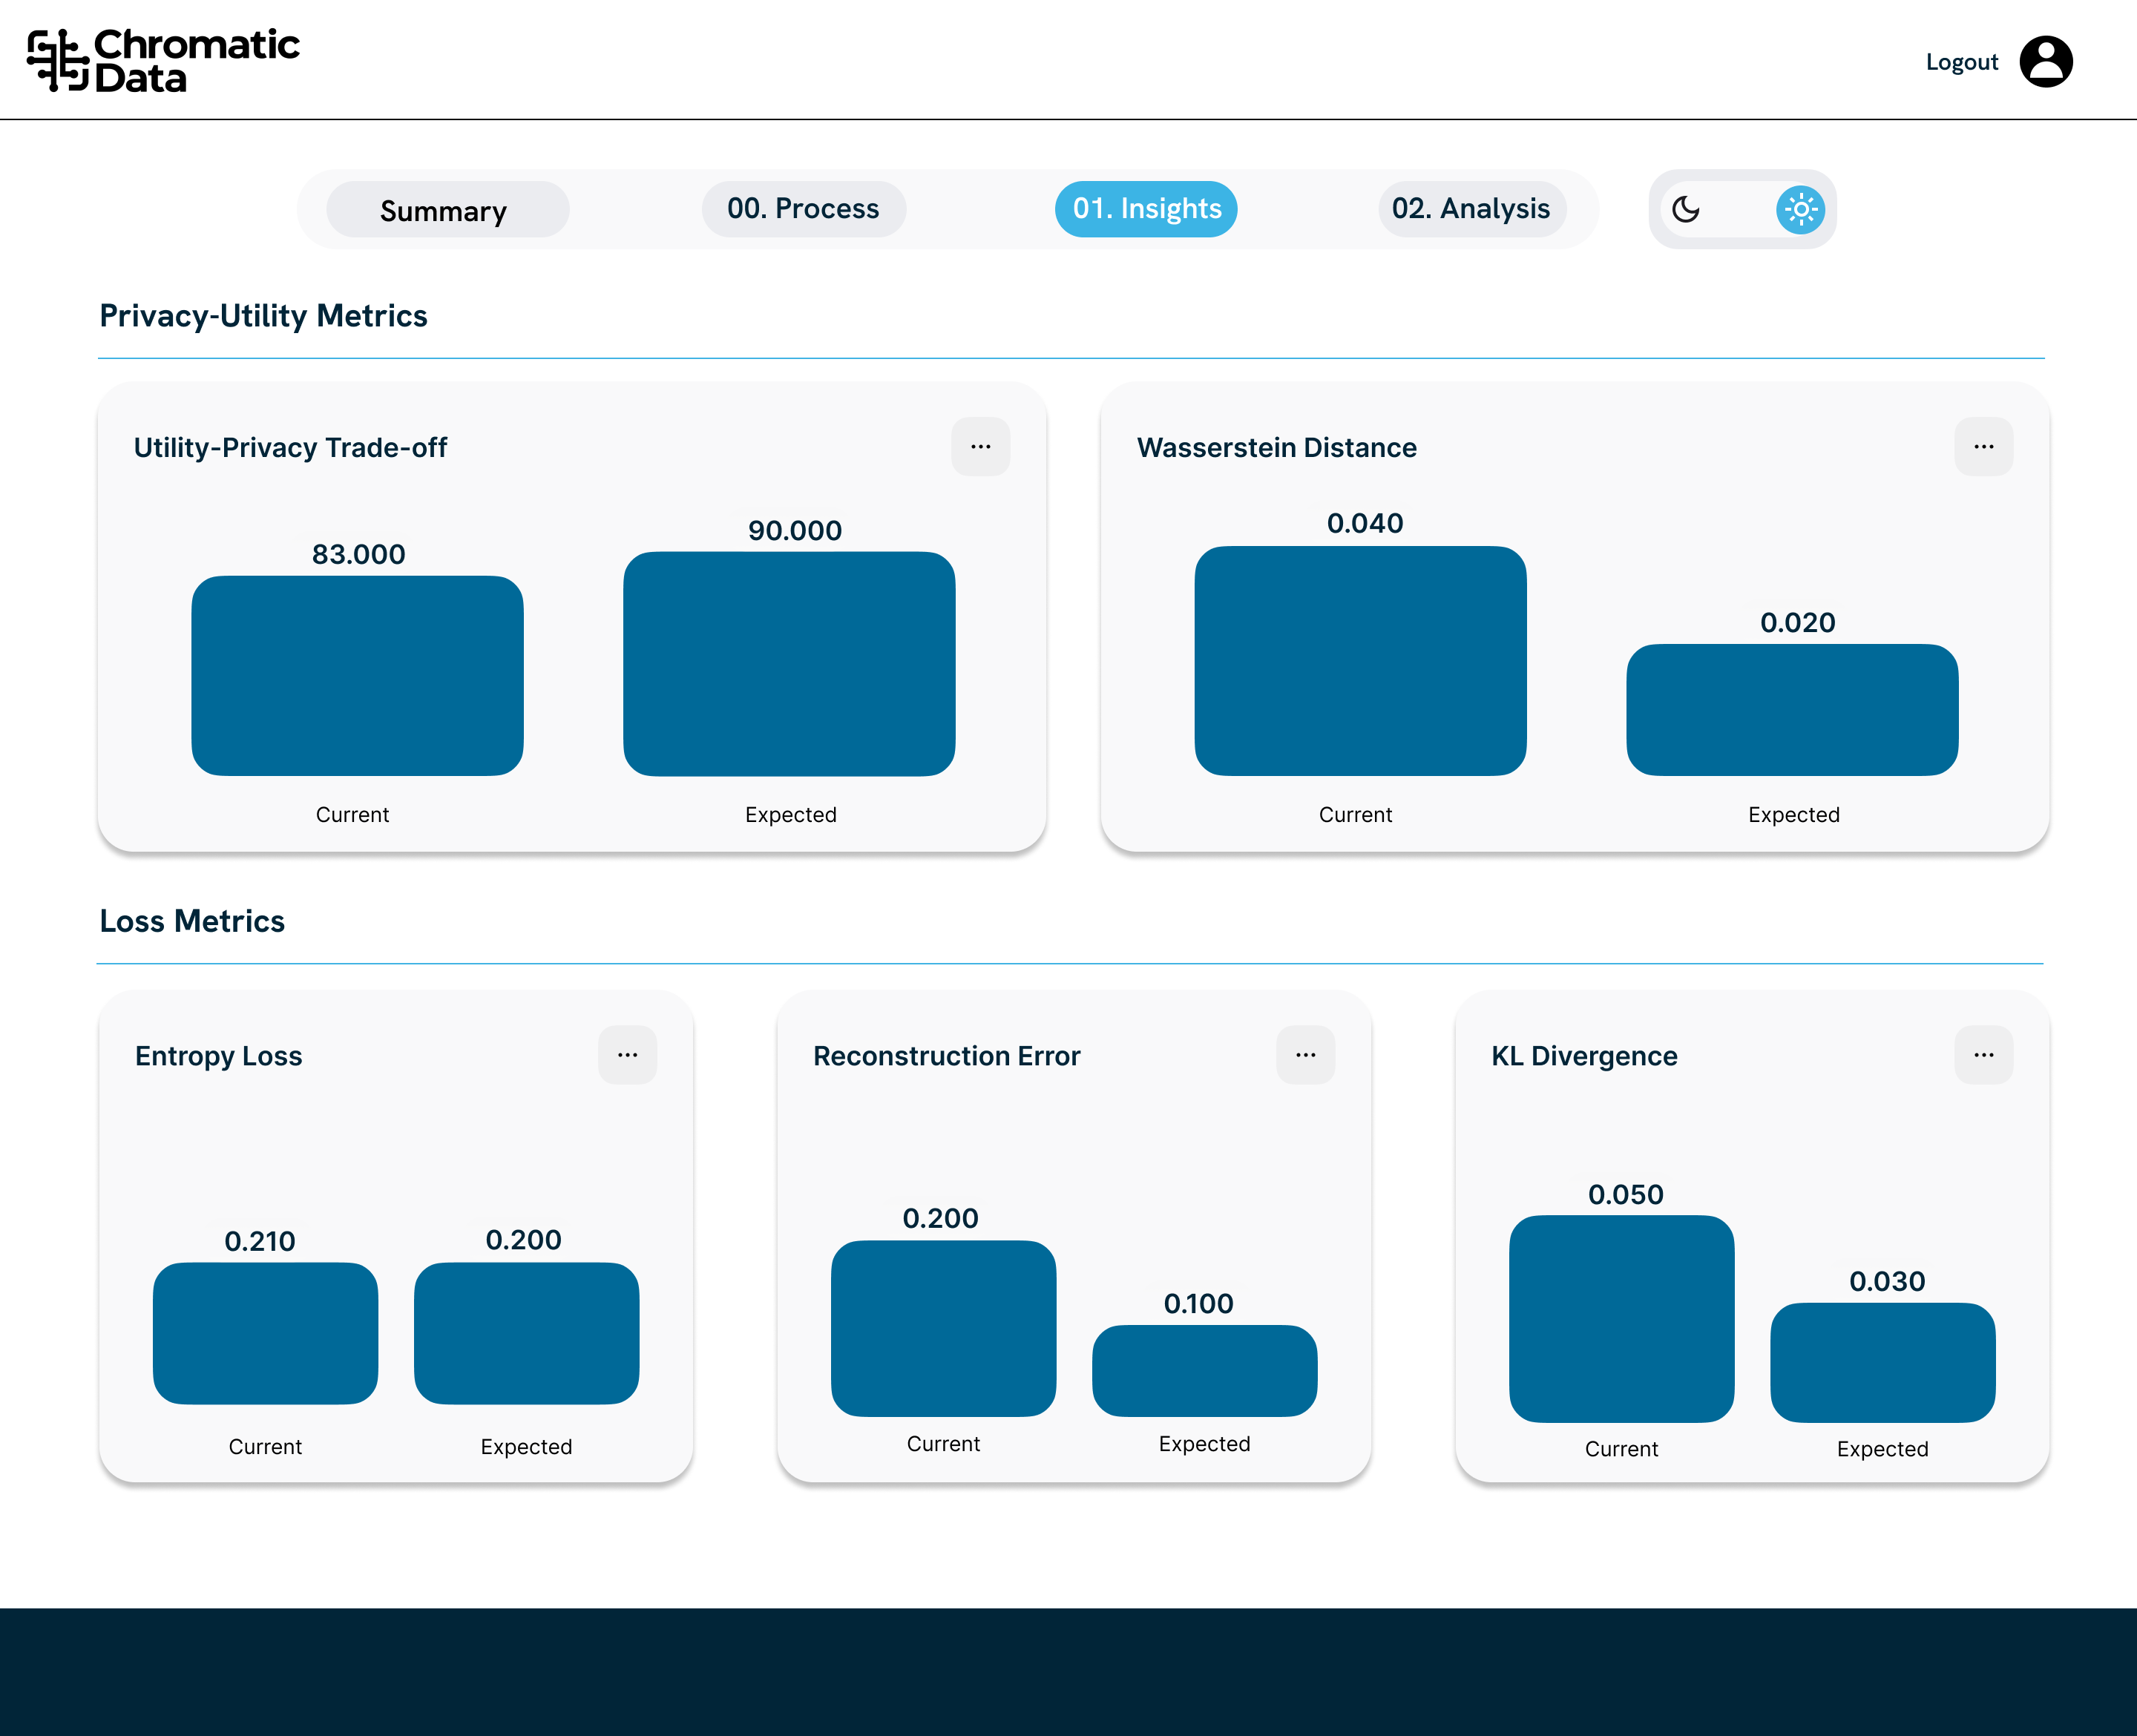 Chromatic
Data
Logout
Summary
00. Process
01. Insights
02. Analysis
Privacy-Utility Metrics
Utility-Privacy Trade-off
...
83.000
90.000
Current
Expected
Wasserstein Distance
...
0.040
0.020
Current
Expected
Loss Metrics
Entropy Loss
...
0.210
0.200
Current
Expected
Reconstruction Error
...
0.200
0.100
Current
Expected
KL Divergence
...
0.050
0.030
Current
Expected